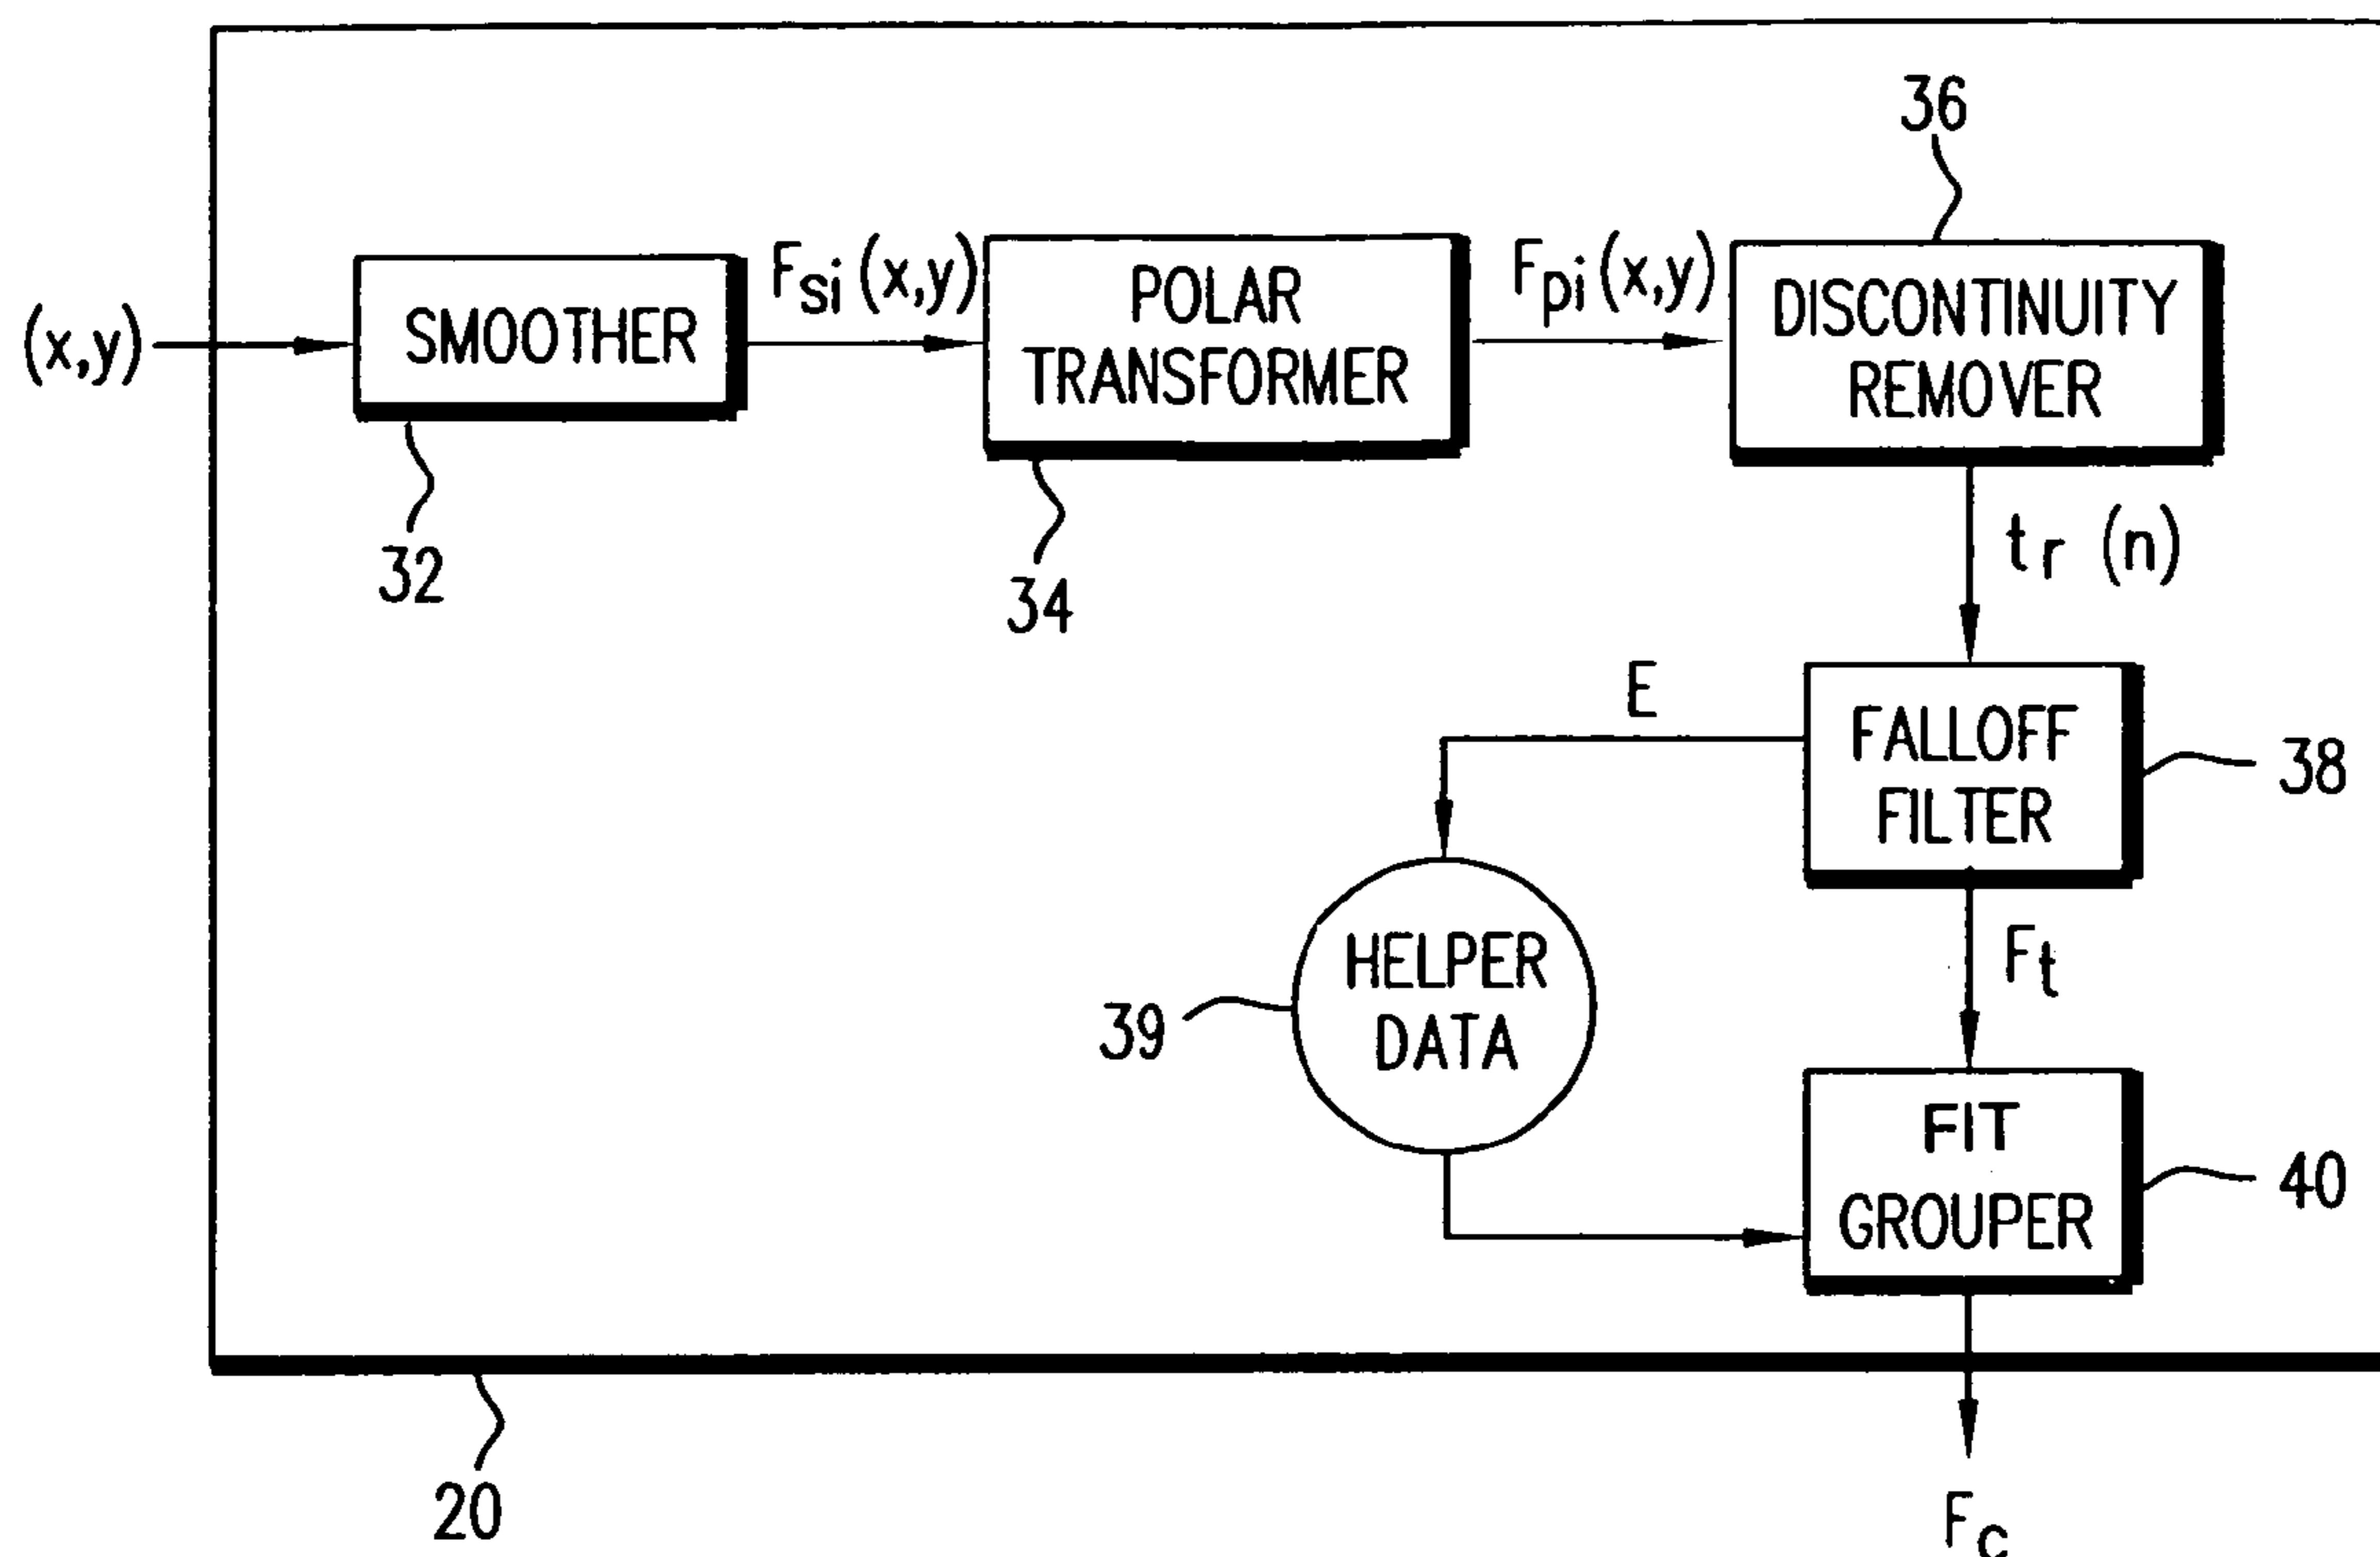 36
(x,y)
SMOOTHER
Fsi (x,y)
POLAR
TRANSFORMER
Fpi (x,y)
DISCONTINUITY
REMOVER
32
34
tr (n)
E
FALLOFF
FILTER
38
HELPER
DATA
39
Ft
FIT
GROUPER
40
20
Fc